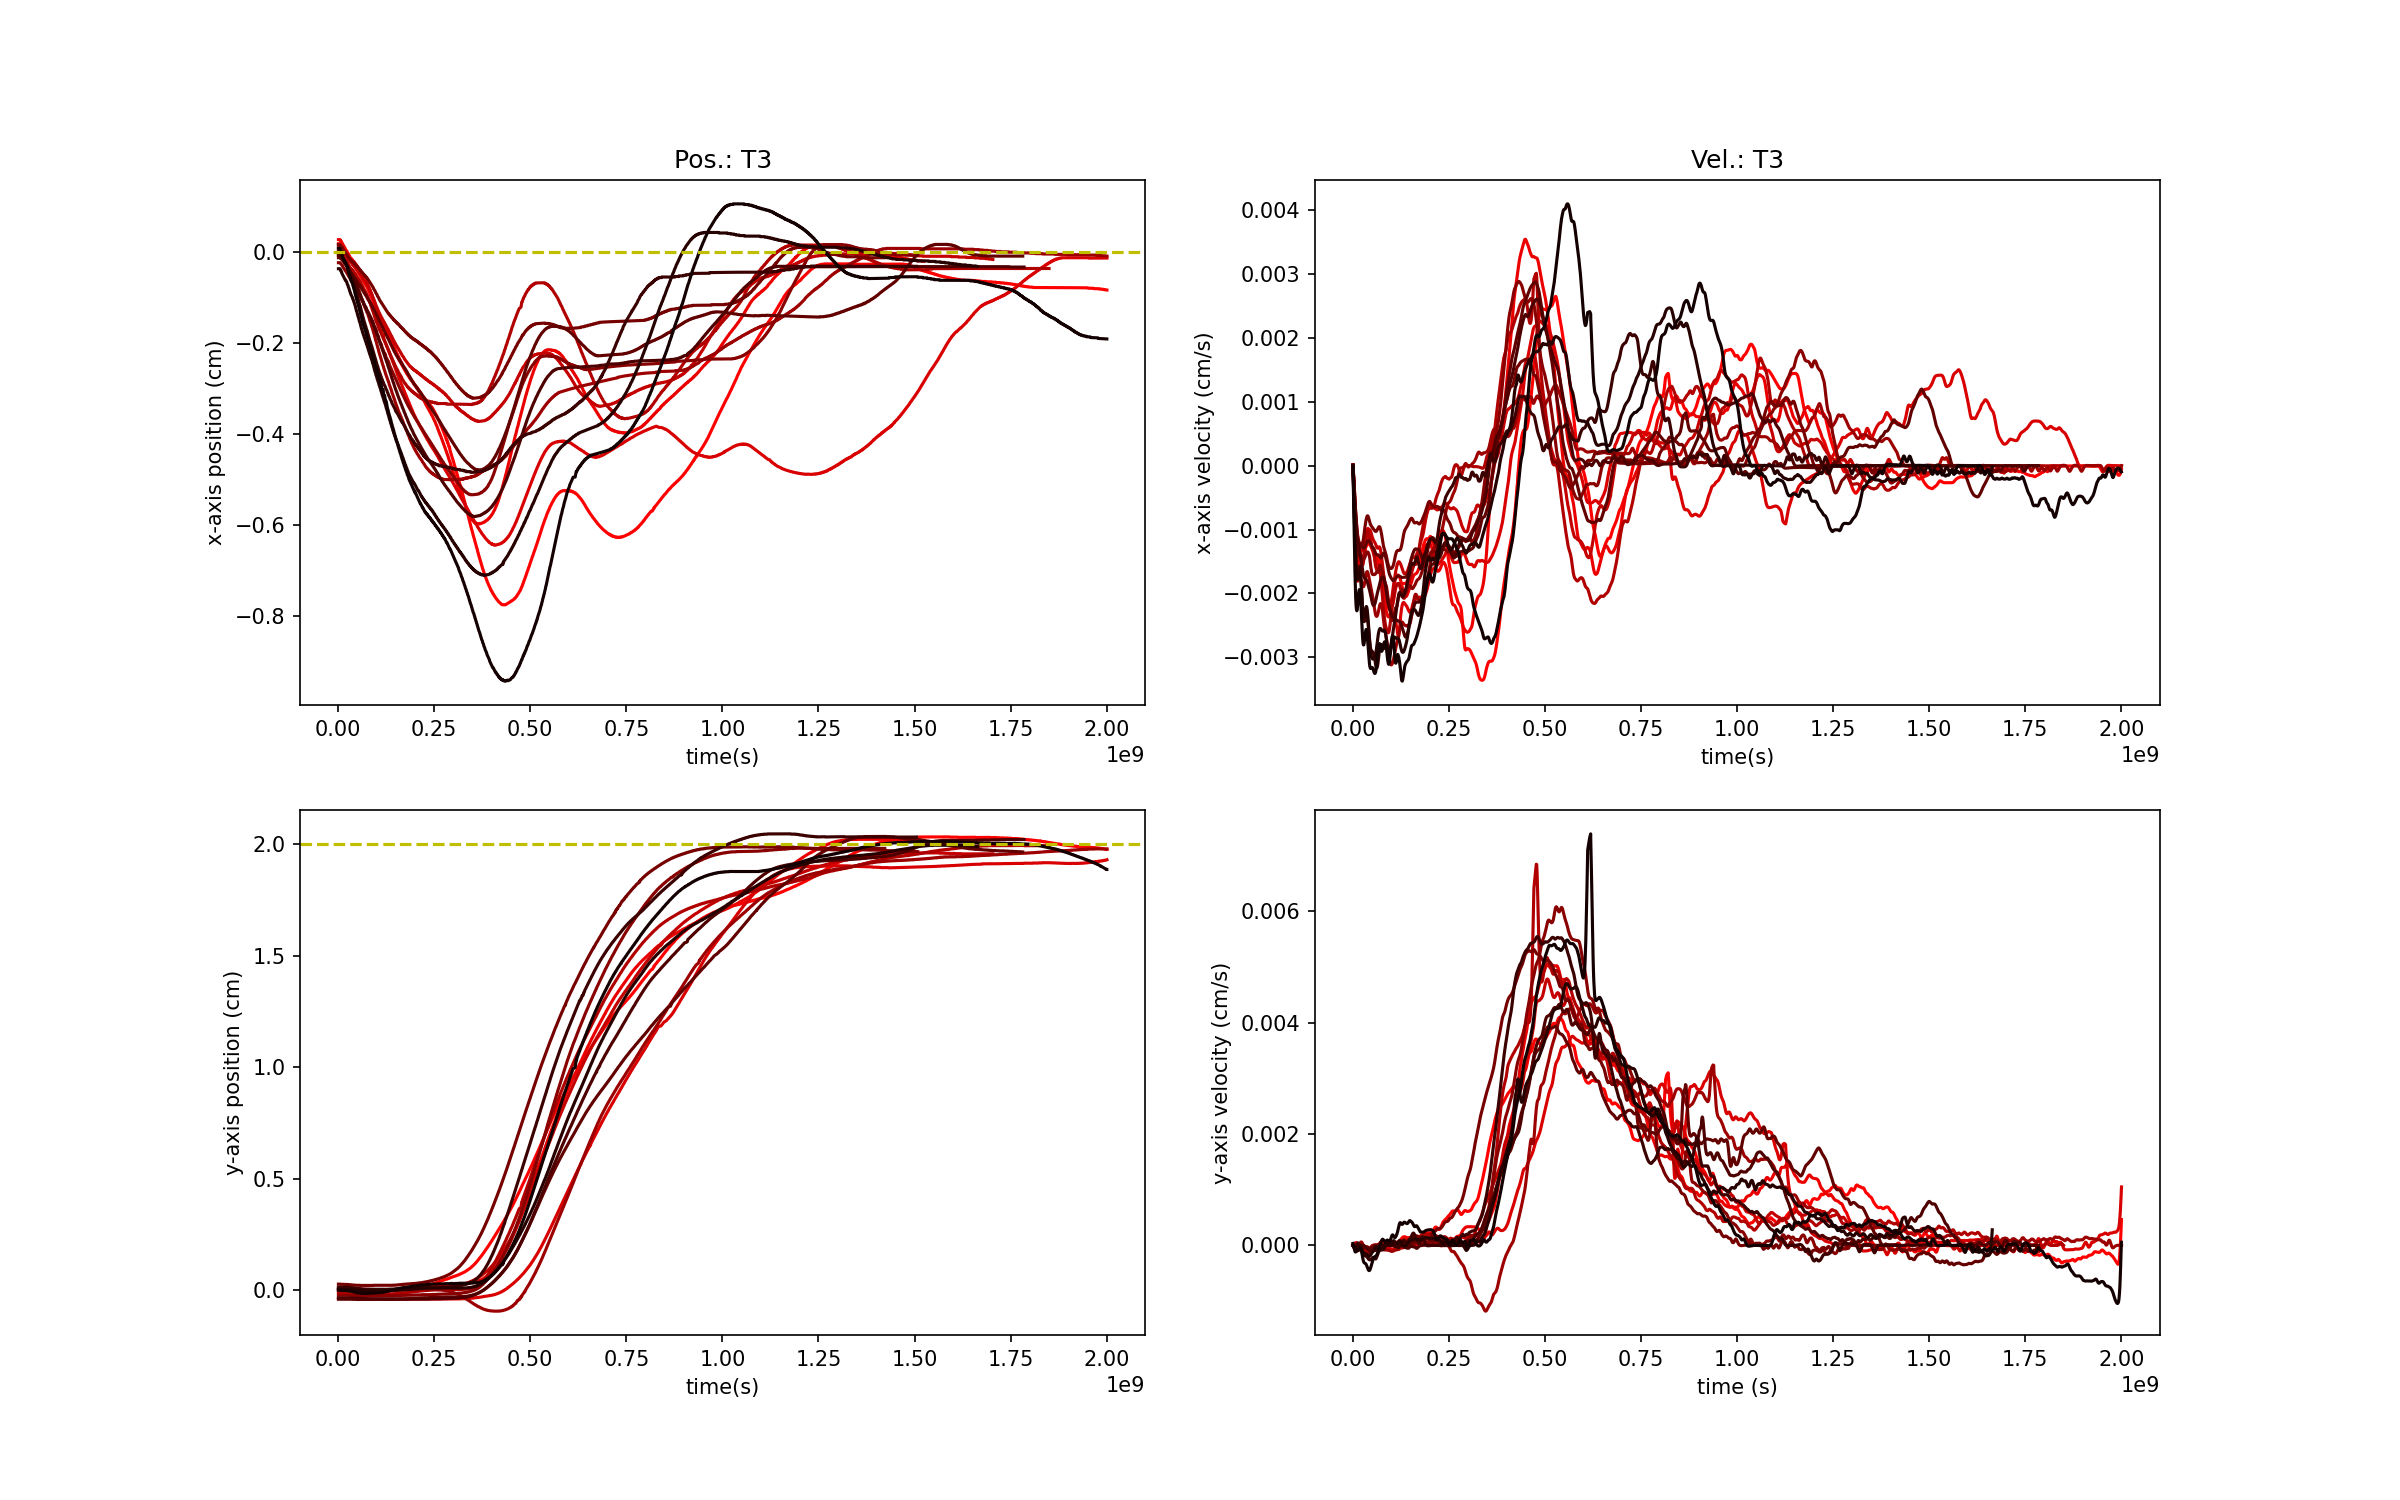 Pos.: T3
x-axis position (cm)
0.0
−0.2
−0.4
−0.6
−0.8
0.00 0.25 0.50 0.75 1.00 1.25 1.50 1.75 2.00
time(s)
1e9
Vel.: T3
x-axis velocity (cm/s)
0.004
0.003
0.002
0.001
0.000
−0.001
−0.002
−0.003
0.00 0.25 0.50 0.75 1.00 1.25 1.50 1.75 2.00
time(s)
1e9
y-axis position (cm)
2.0
1.5
1.0
0.5
0.0
0.00 0.25 0.50 0.75 1.00 1.25 1.50 1.75 2.00
time(s)
1e9
y-axis velocity (cm/s)
0.006
0.004
0.002
0.000
0.00 0.25 0.50 0.75 1.00 1.25 1.50 1.75 2.00
time (s)
1e9